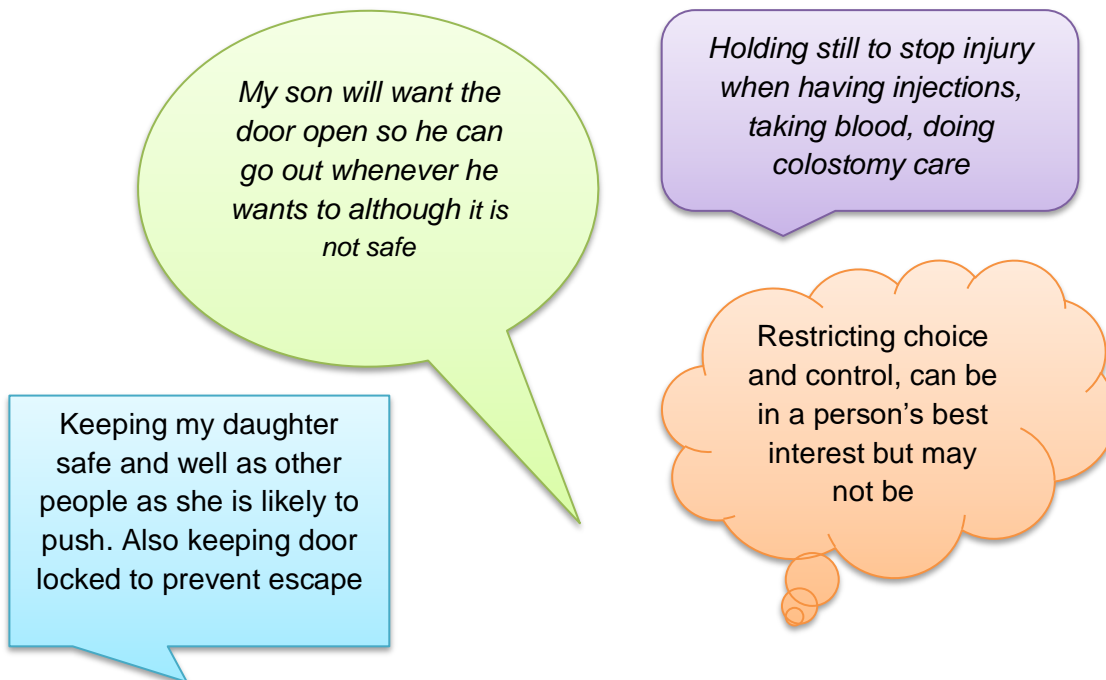 My son will want the
door open so he can
go out whenever he
wants to although it is
not safe
Holding still to stop injury
when having injections,
taking blood, doing
colostomy care
Restricting choice
and control, can be
in a person’s best
interest but may
not be
Keeping my daughter
safe and well as other
people as she is likely to
push. Also keeping door
locked to prevent escape